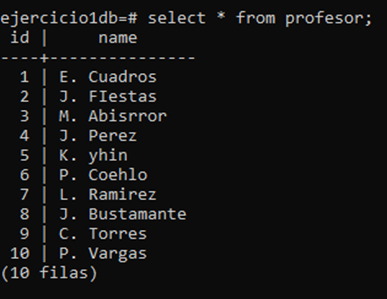 ejercicio1db=# select * from profesor;
 id |     name
----+---------------
  1 | E. Cuadros
  2 | J. FIestas
  3 | M. Abisrror
  4 | J. Perez
  5 | K. yhin
  6 | P. Coehlo
  7 | L. Ramirez
  8 | J. Bustamante
  9 | C. Torres
 10 | P. Vargas
(10 filas)